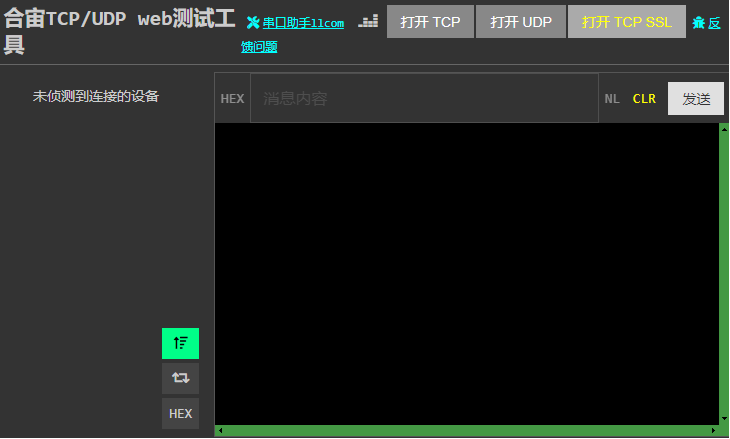 合宙TCP/UDP web测试工具
串口助手llcom
打开 TCP
打开 UDP
打开 TCP SSL
反馈问题
未侦测到连接的设备
HEX
消息内容
NL
CLR
发送
HEX